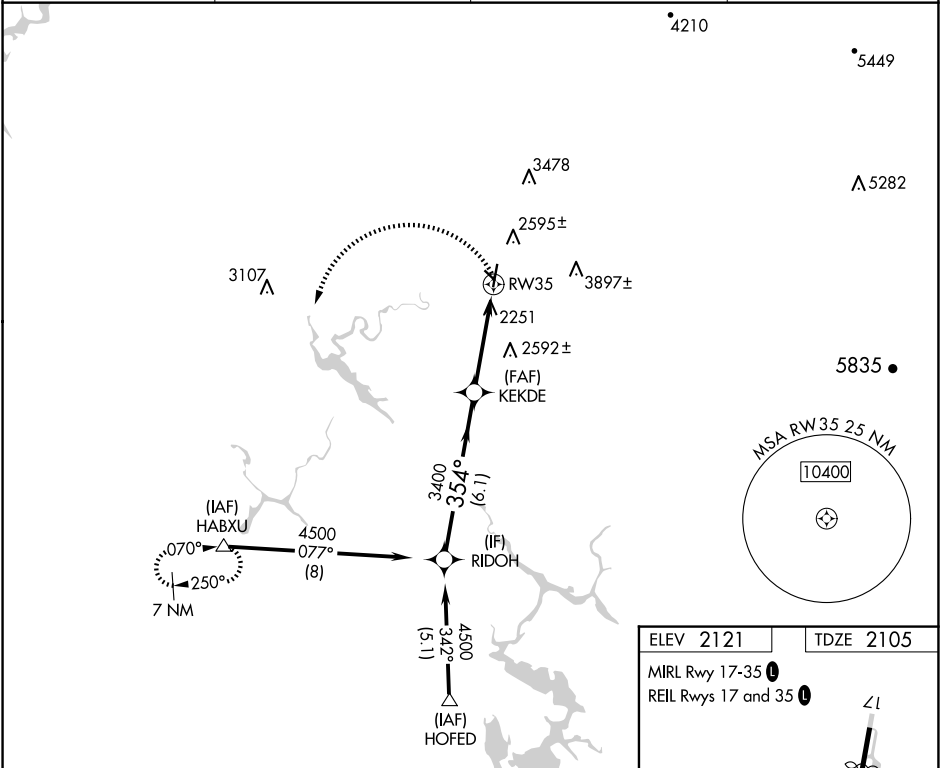 4210
5449
3478
5282
2595±
3107
RW35
3897±
2251
2592±
(FAF)
KEKDE
5835
MSA RW35 25 NM
10400
3400
354°
(6.1)
(IAF)
HABXU
4500
077°
(8)
(IF)
RIDOH
070°
250°
7 NM
4500
342°
(5.1)
(IAF)
HOFED
ELEV 2121
TDZE 2105
MIRL Rwy 17-35 L
REIL Rwys 17 and 35 L
17